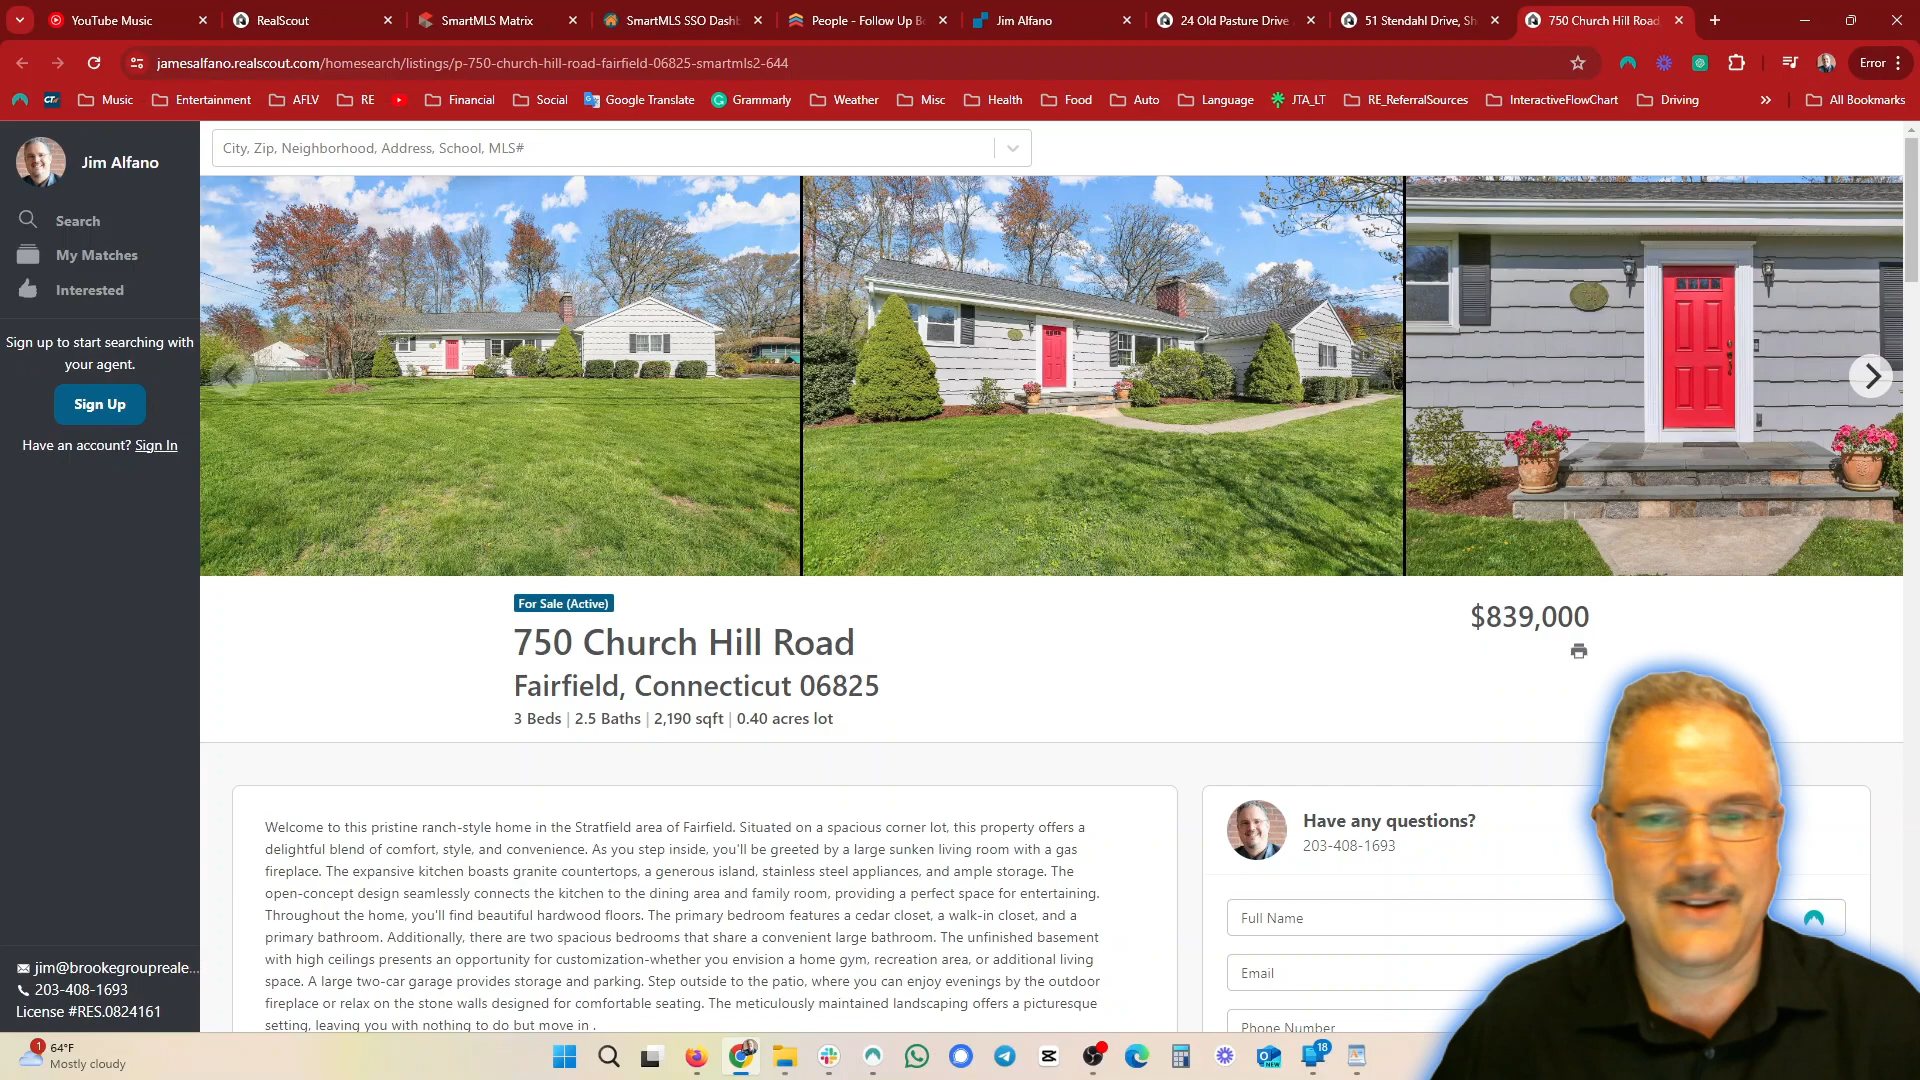 YouTube Music
RealScout
SmartMLS Matrix
SmartMLS SSO Dashb
People - Follow Up Bo
Jim Alfano
24 Old Pasture Drive
51 Stendahl Drive, Sh
750 Church Hill Road
jamesalfano.realscout.com/homesearch/listings/p-750-church-hill-road-fairfield-06825-smartmls2-644
Error
Music
Entertainment
AFLV
RE
Financial
Social
Google Translate
Grammarly
Weather
Misc
Health
Food
Auto
Language
JTA_LT
RE_ReferralSources
InteractiveFlowChart
Driving
All Bookmarks
Jim Alfano
City, Zip, Neighborhood, Address, School, MLS#
Search
My Matches
Interested
Sign up to start searching with
your agent.
Sign Up
Have an account? Sign In
For Sale (Active)
$839,000
750 Church Hill Road
Fairfield, Connecticut 06825
3 Beds | 2.5 Baths | 2,190 sqft | 0.40 acres lot
Welcome to this pristine ranch-style home in the Stratfield area of Fairfield. Situated on a spacious corner lot, this property offers a
delightful blend of comfort, style, and convenience. As you step inside, you'll be greeted by a large sunken living room with a gas
fireplace. The expansive kitchen boasts granite countertops, a generous island, stainless steel appliances, and ample storage. The
open-concept design seamlessly connects the kitchen to the dining area and family room, providing a perfect space for entertaining.
Throughout the home, you'll find beautiful hardwood floors. The primary bedroom features a cedar closet, a walk-in closet, and a
primary bathroom. Additionally, there are two spacious bedrooms that share a convenient large bathroom. The unfinished basement
with high ceilings presents an opportunity for customization-whether you envision a home gym, recreation area, or additional living
space. A large two-car garage provides storage and parking. Step outside to the patio, where you can enjoy evenings by the outdoor
fireplace or relax on the stone walls designed for comfortable seating. The meticulously maintained landscaping offers a picturesque
setting, leaving you with nothing to do but move in .
Have any questions?
203-408-1693
Full Name
Email
Phone Number
jim@brookegroupreale...
203-408-1693
License #RES.0824161
1
64°F
Mostly cloudy
NEW
18